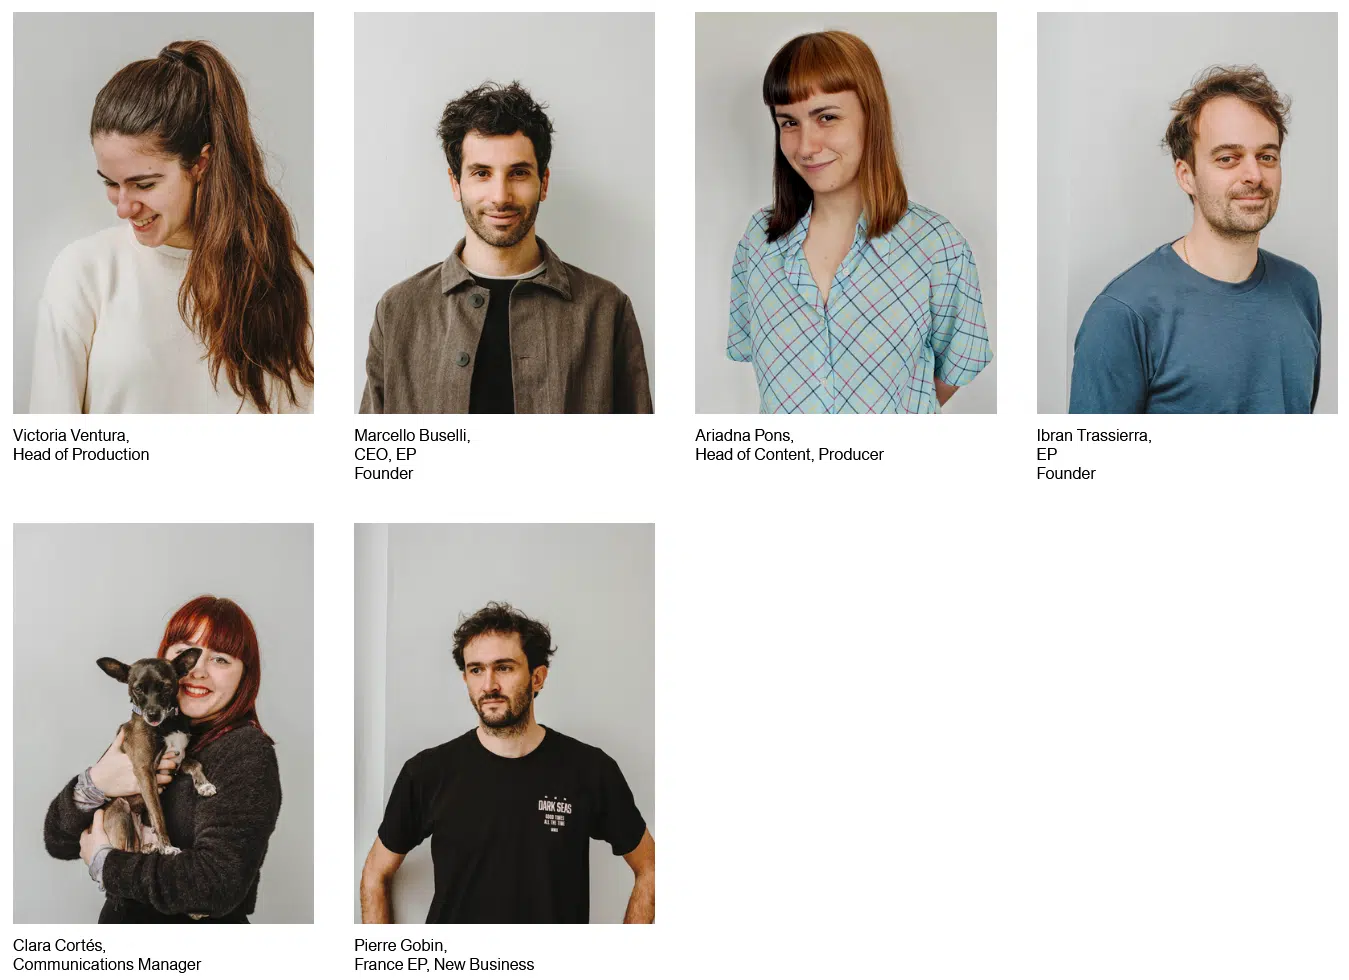 Victoria Ventura,
Head of Production
Marcello Buselli,
CEO, EP
Founder
Ariadna Pons,
Head of Content, Producer
Ibran Trassierra,
EP
Founder
DARK SEAS
GOOD TIMES
ALL THE TIME
Clara Cortés,
Communications Manager
Pierre Gobin,
France EP, New Business